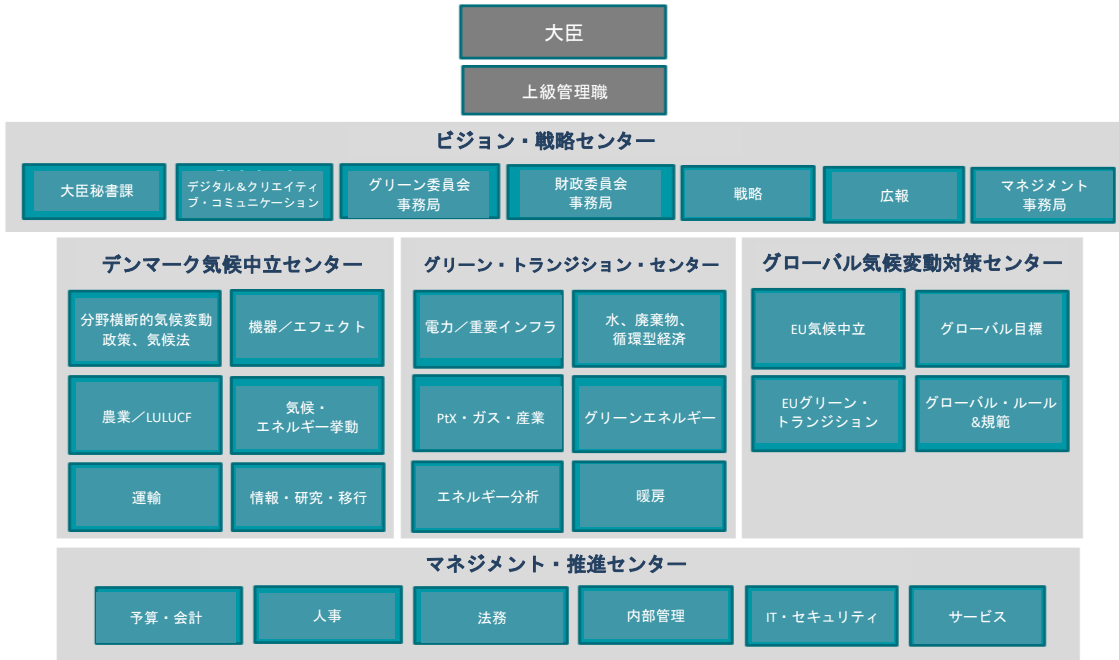 大臣
上級管理職
ビジョン・戦略センター
大臣秘書課
デジタル＆クリエイティ
ブ・コミュニケーション
グリーン委員会
事務局
財政委員会
事務局
戦略
広報
マネジメント
事務局
デンマーク気候中立センター
分野横断的気候変動
政策、気候法
機器／エフェクト
農業／LULUCF
気候・
エネルギー挙動
運輸
情報・研究・移行
グリーン・トランジション・センター
電力／重要インフラ
水、廃棄物、
循環型経済
PtX・ガス・産業
グリーンエネルギー
エネルギー分析
暖房
グローバル気候変動対策センター
EU気候中立
グローバル目標
EUグリーン・
トランジション
グローバル・ルール
&規範
マネジメント・推進センター
予算・会計
人事
法務
内部管理
IT・セキュリティ
サービス